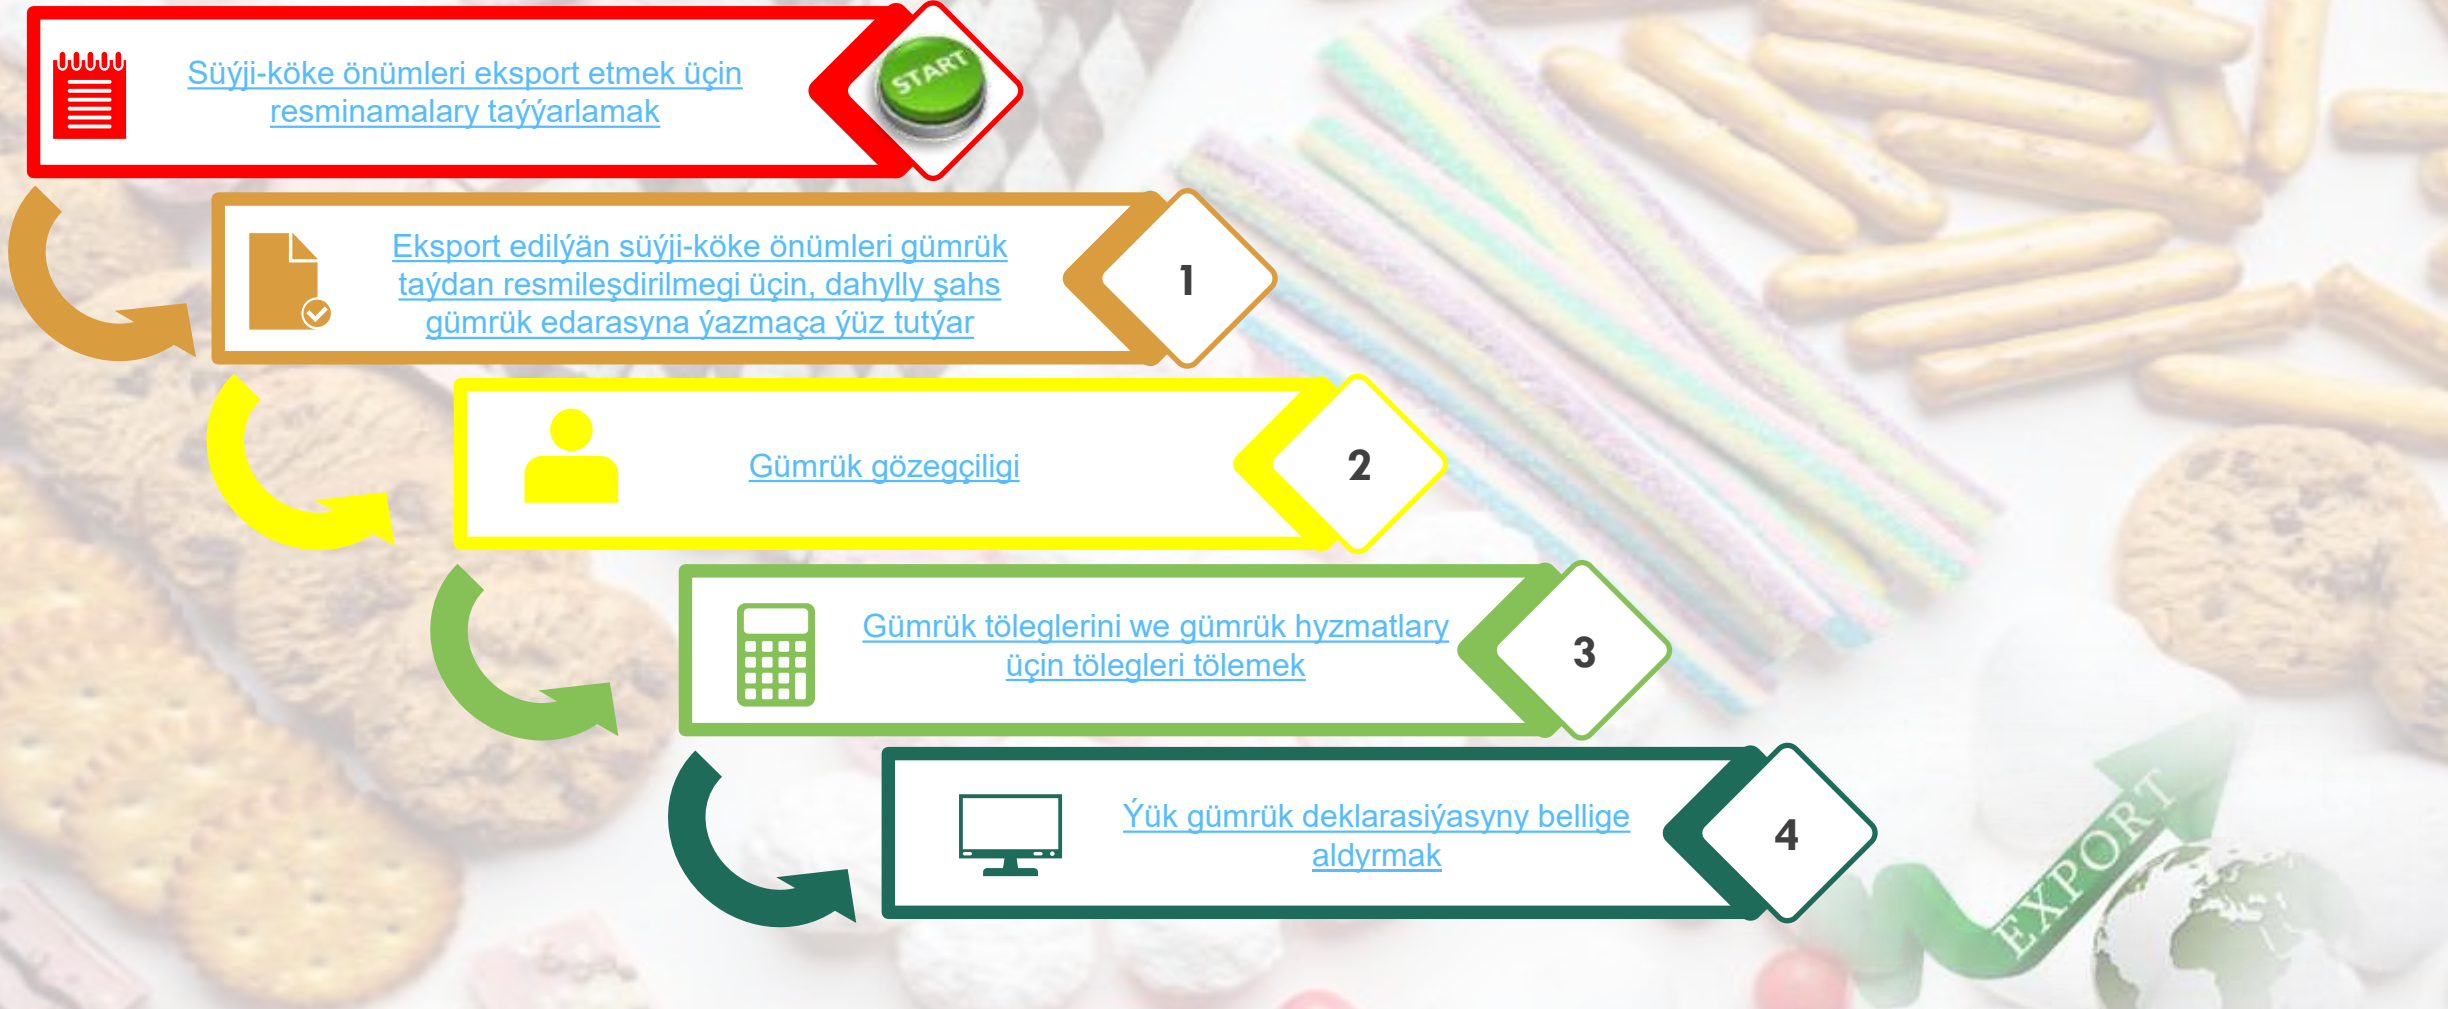 Süýji-köke önümleri eksport etmek üçin
resminamalary taýýarlamak
START
Eksport edilýän süýji-köke önümleri gümrük
taýdan resmileşdirilmegi üçin, dahylly şahs
gümrük edarasyna ýazmaça ýüz tutýar
1
Gümrük gözegçiligi
2
Gümrük töleglerini we gümrük hyzmatlary
üçin tölegleri tölemek
3
Ýük gümrük deklarasiýasyny bellige
aldyrmak
4
EXPORT